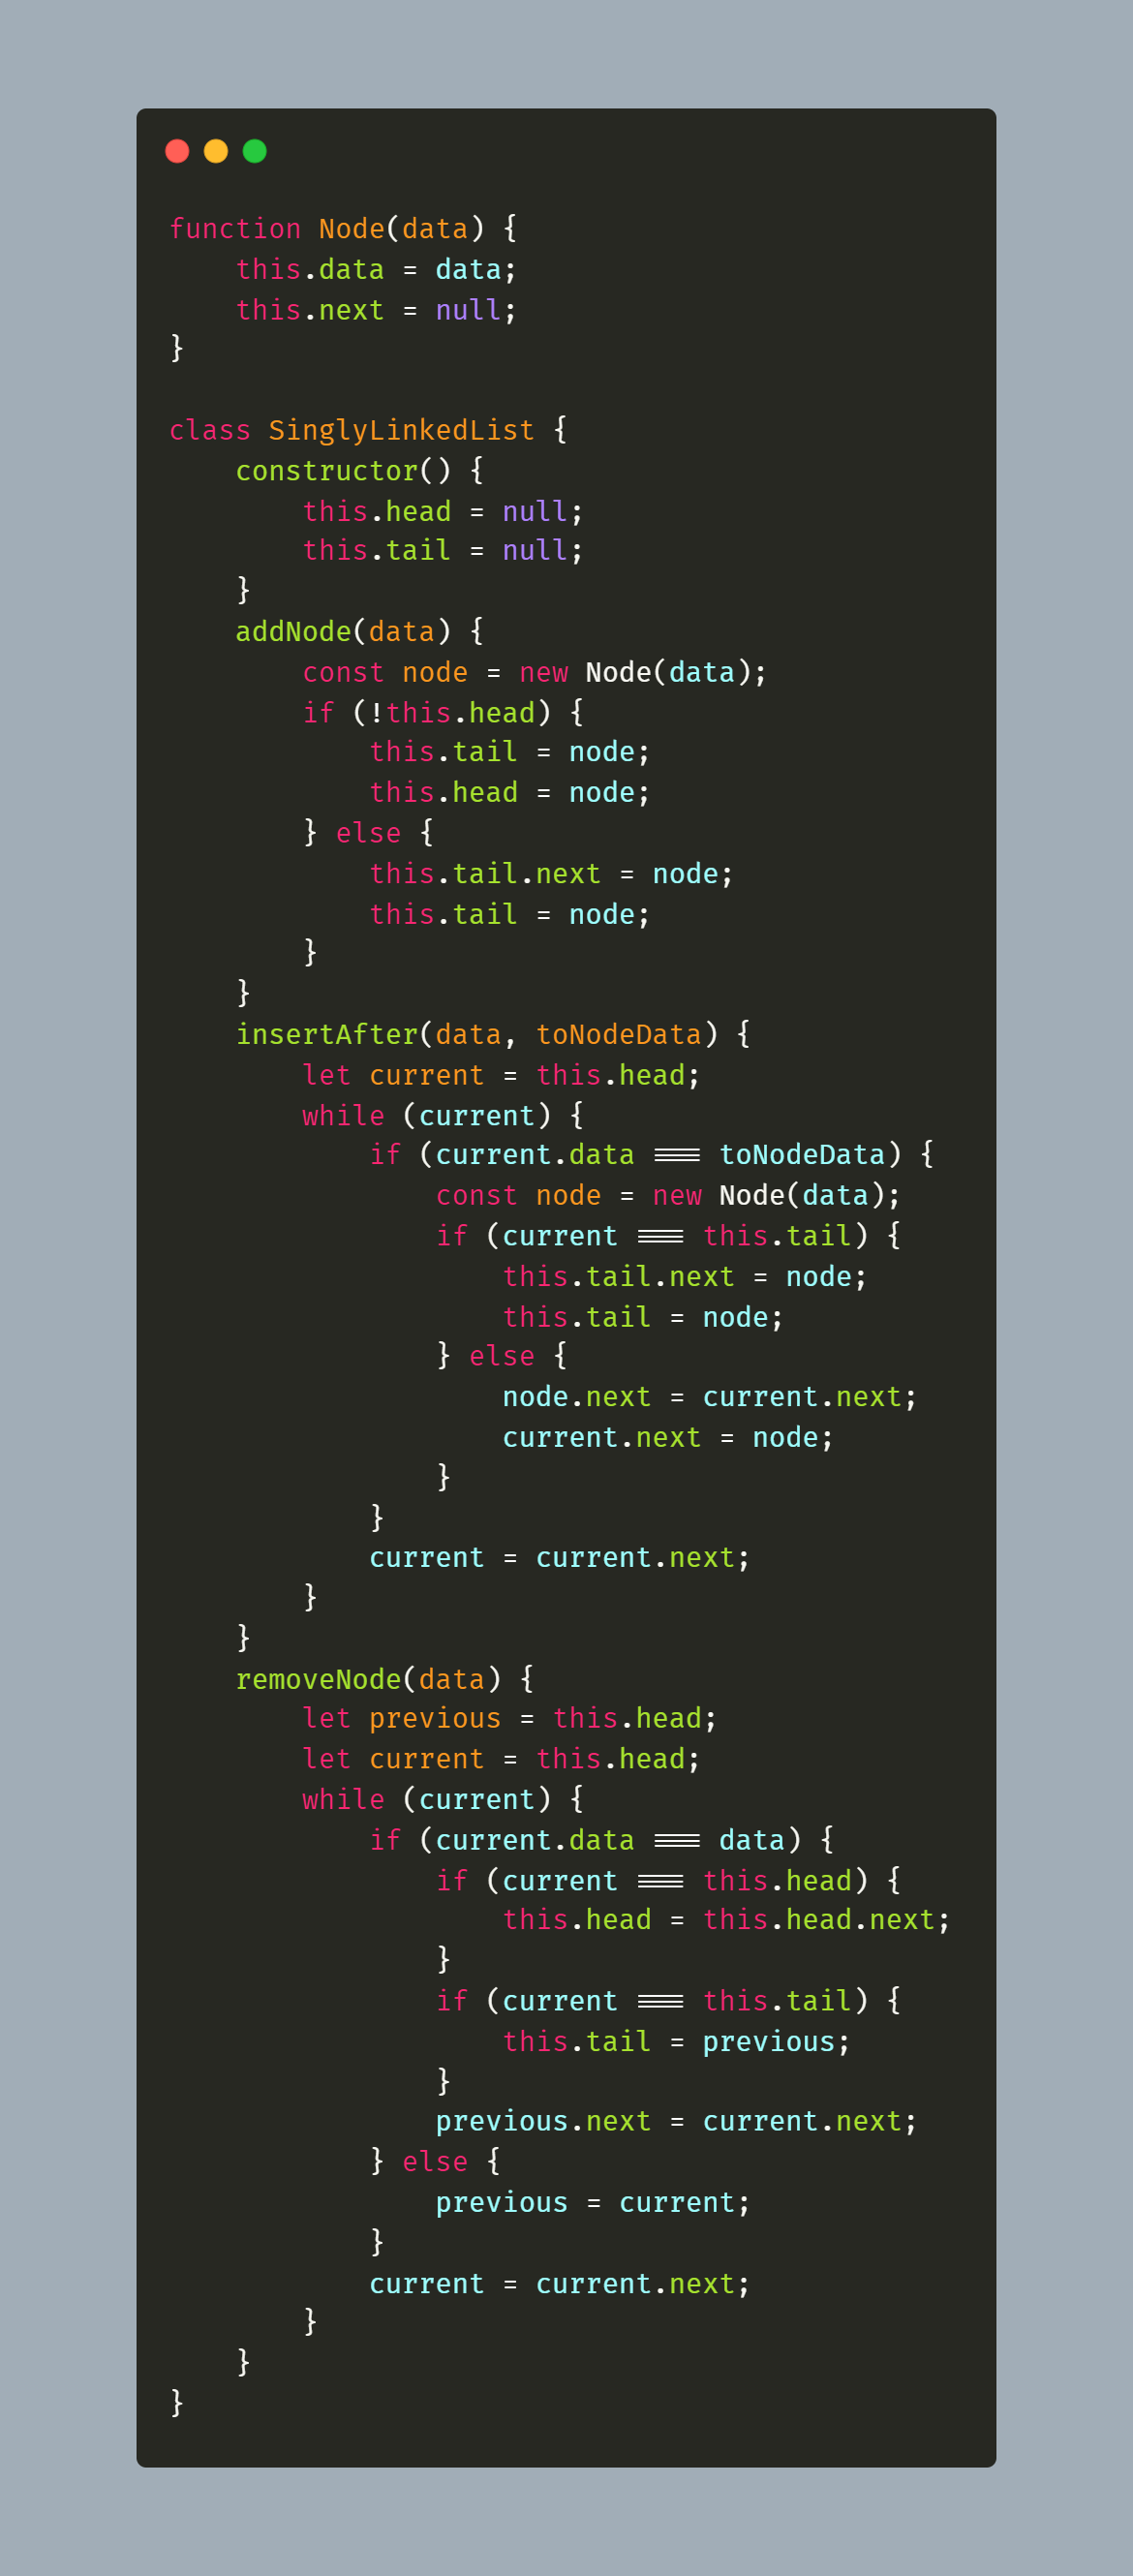 function Node(data) {
    this.data = data;
    this.next = null;
}

class SinglyLinkedList {
    constructor() {
        this.head = null;
        this.tail = null;
    }
    addNode(data) {
        const node = new Node(data);
        if (!this.head) {
            this.tail = node;
            this.head = node;
        } else {
            this.tail.next = node;
            this.tail = node;
        }
    }
    insertAfter(data, toNodeData) {
        let current = this.head;
        while (current) {
            if (current.data === toNodeData) {
                const node = new Node(data);
                if (current === this.tail) {
                    this.tail.next = node;
                    this.tail = node;
                } else {
                    node.next = current.next;
                    current.next = node;
                }
            }
            current = current.next;
        }
    }
    removeNode(data) {
        let previous = this.head;
        let current = this.head;
        while (current) {
            if (current.data === data) {
                if (current === this.head) {
                    this.head = this.head.next;
                }
                if (current === this.tail) {
                    this.tail = previous;
                }
                previous.next = current.next;
            } else {
                previous = current;
            }
            current = current.next;
        }
    }
}